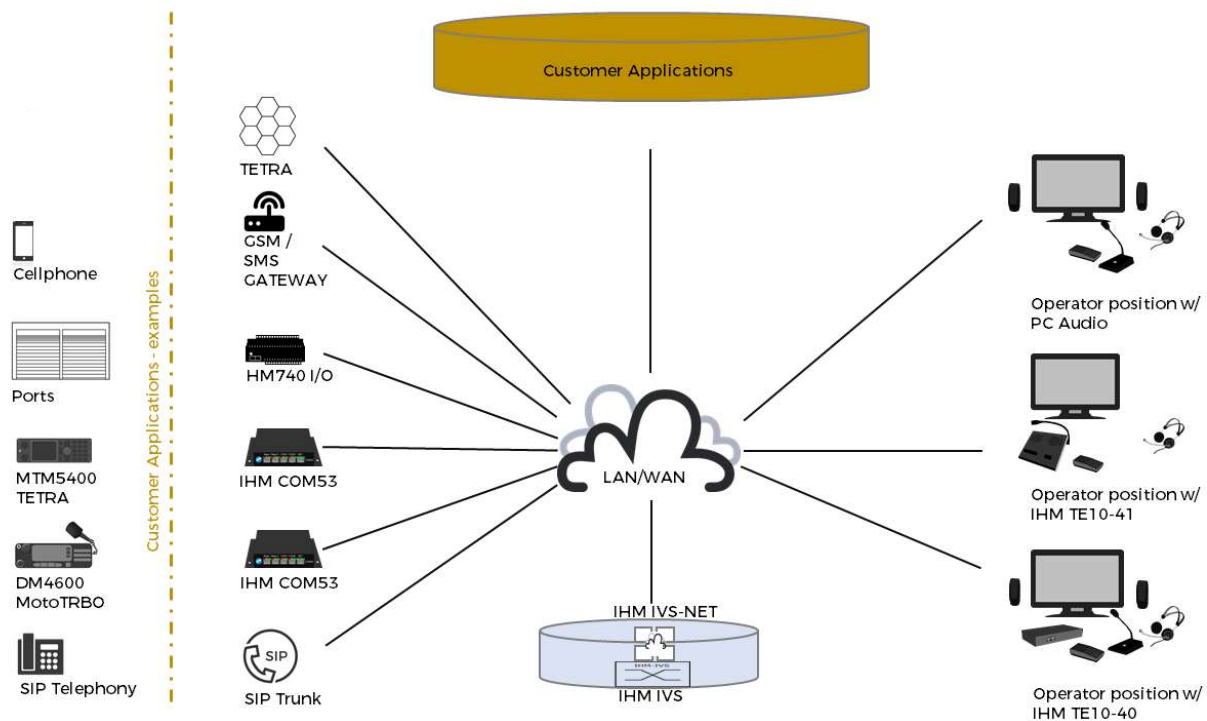 Customer Applications
TETRA
GSM /
SMS
GATEWAY
HM740 I/O
IHM COM53
IHM COM53
SIP
SIP Trunk
Cellphone
Ports
MTM5400
TETRA
DM4600
MotoTRBO
SIP Telephony
Customer Applications - examples
LAN/WAN
IHM IVS-NET
IHM-IVS
IHM IVS
Operator position w/
PC Audio
Operator position w/
IHM TE10-41
Operator position w/
IHM TE10-40